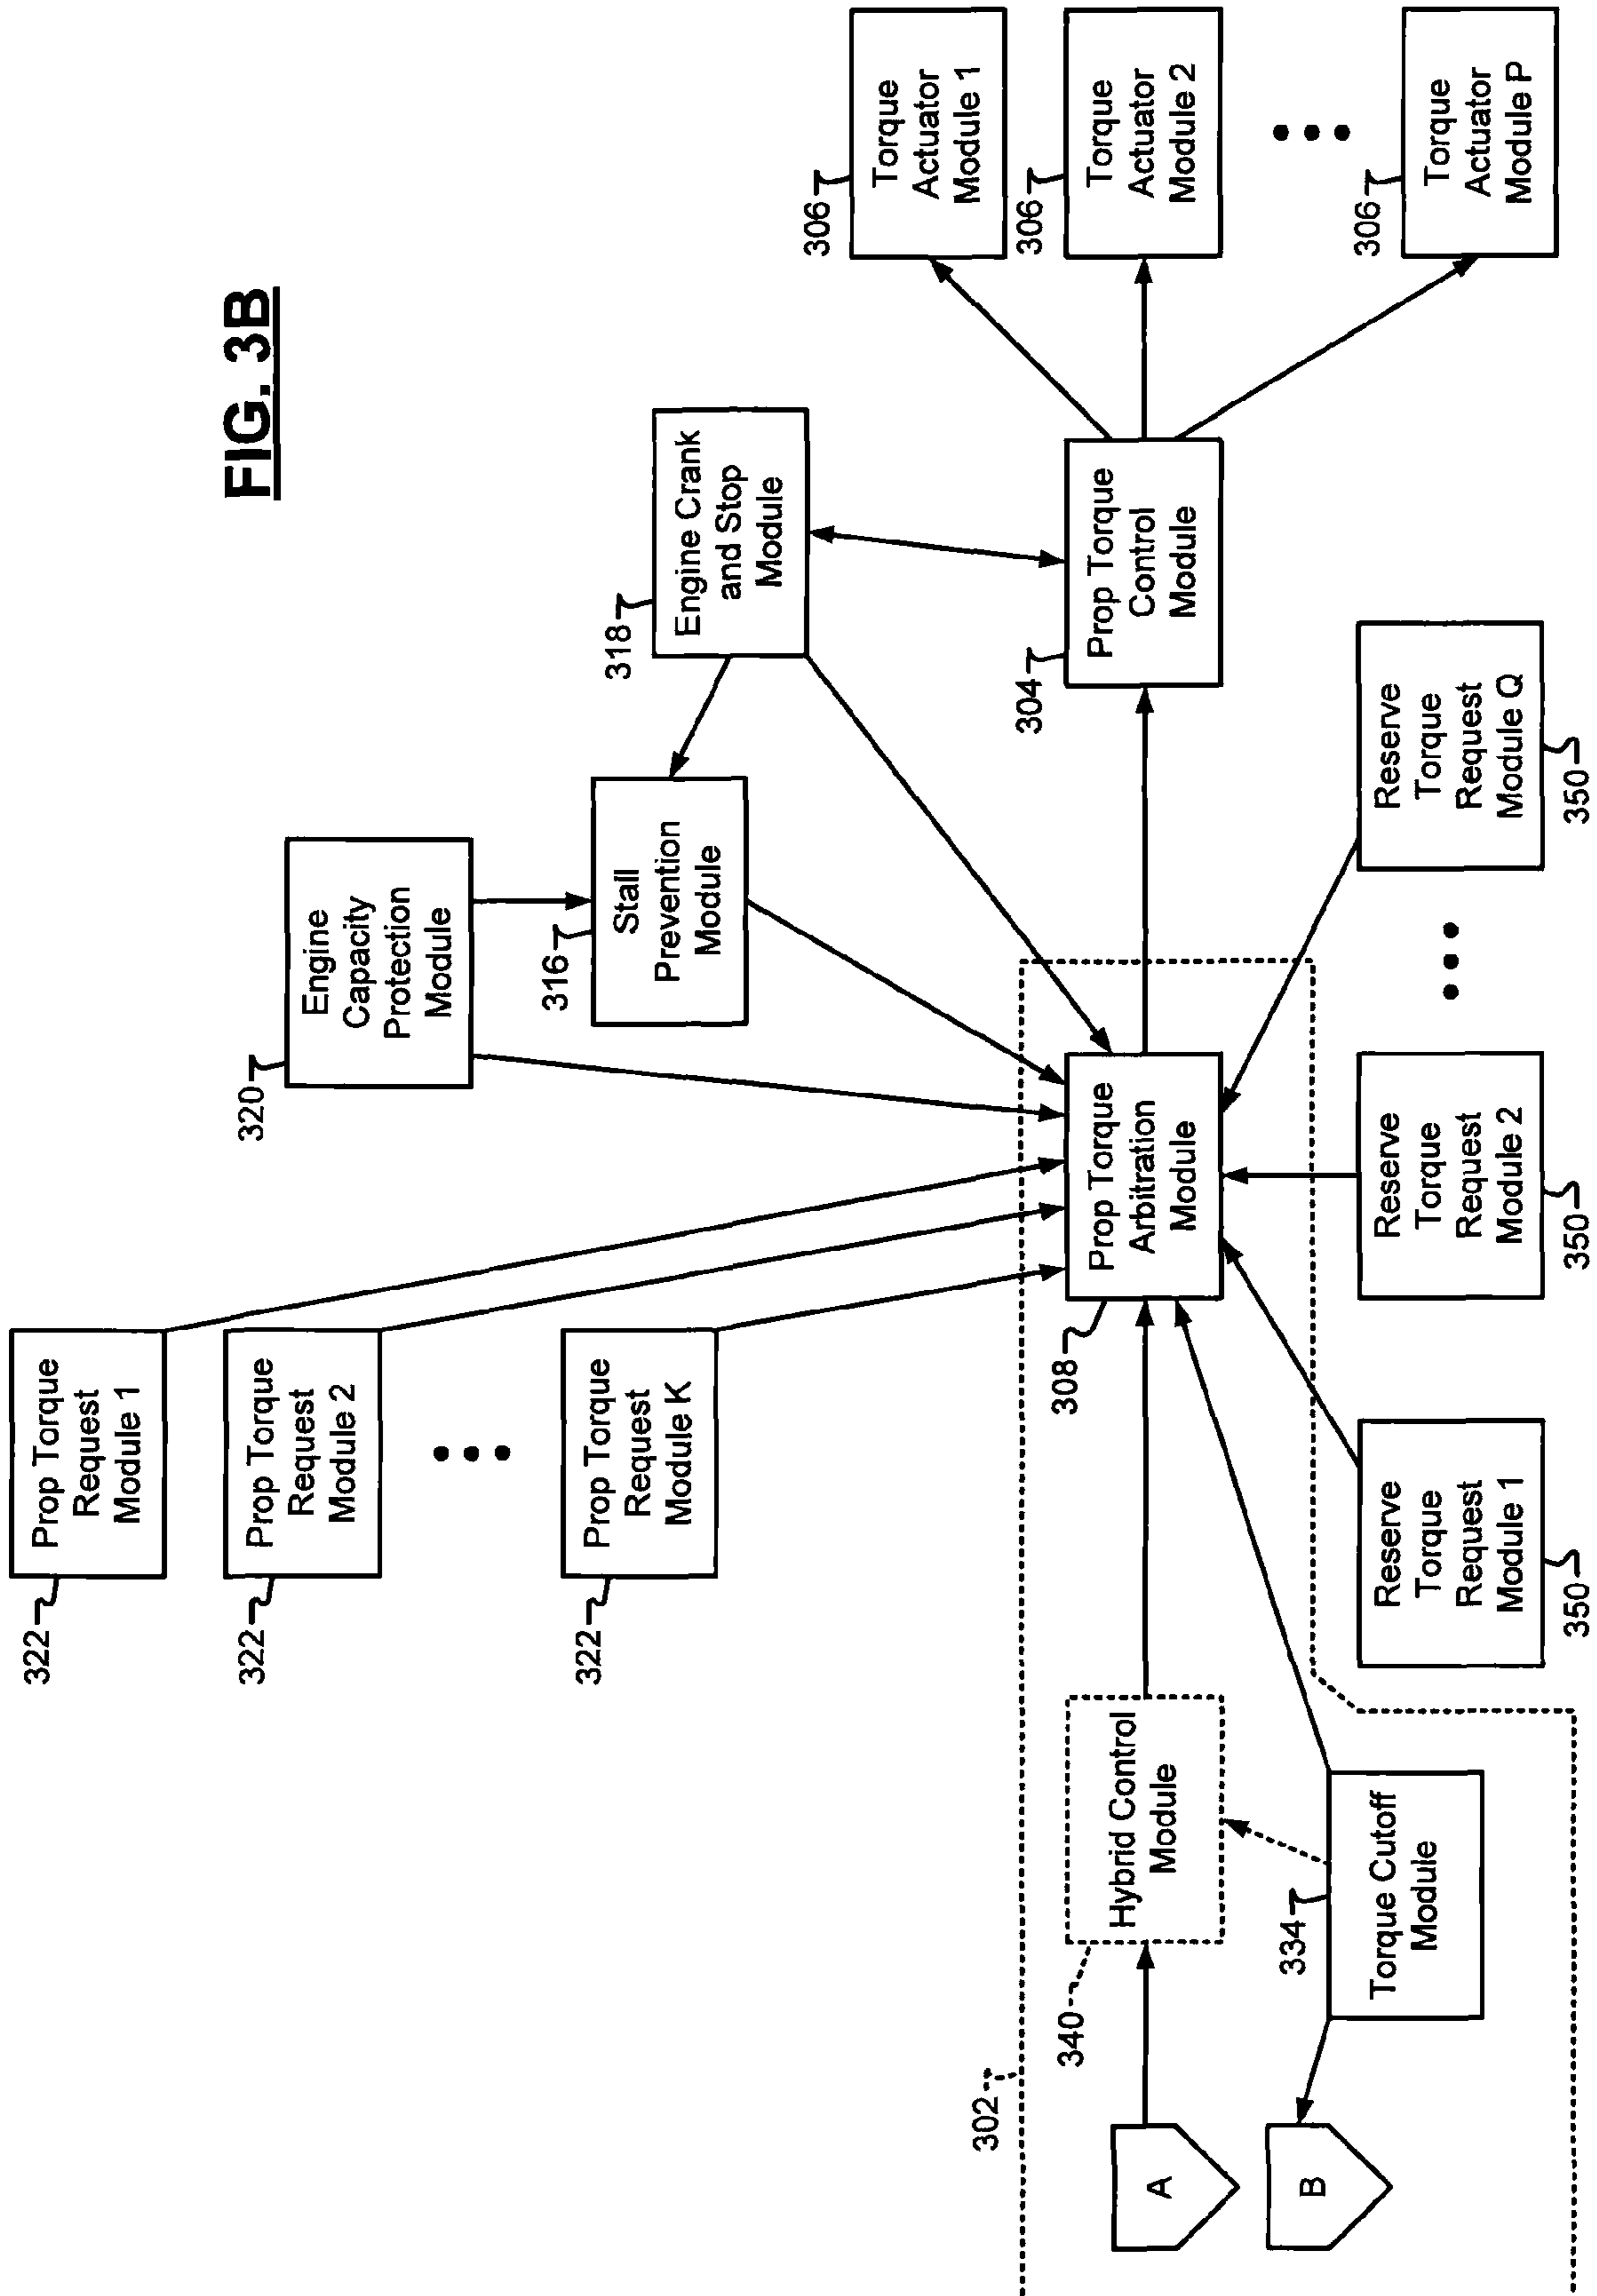 FIG. 3B
322
Prop Torque
Request
Module 1
322
Prop Torque
Request
Module 2
322
Prop Torque
Request
Module K
320
Engine
Capacity
Protection
Module
316
Stall
Prevention
Module
318
Engine Crank
and Stop
Module
306
Torque
Actuator
Module 1
306
Torque
Actuator
Module 2
306
Torque
Actuator
Module P
302
A
B
340
Hybrid Control
Module
334
Torque Cutoff
Module
308
Prop Torque
Arbitration
Module
304
Prop Torque
Control
Module
Reserve
Torque
Request
Module 1
350
Reserve
Torque
Request
Module 2
350
Reserve
Torque
Request
Module Q
350